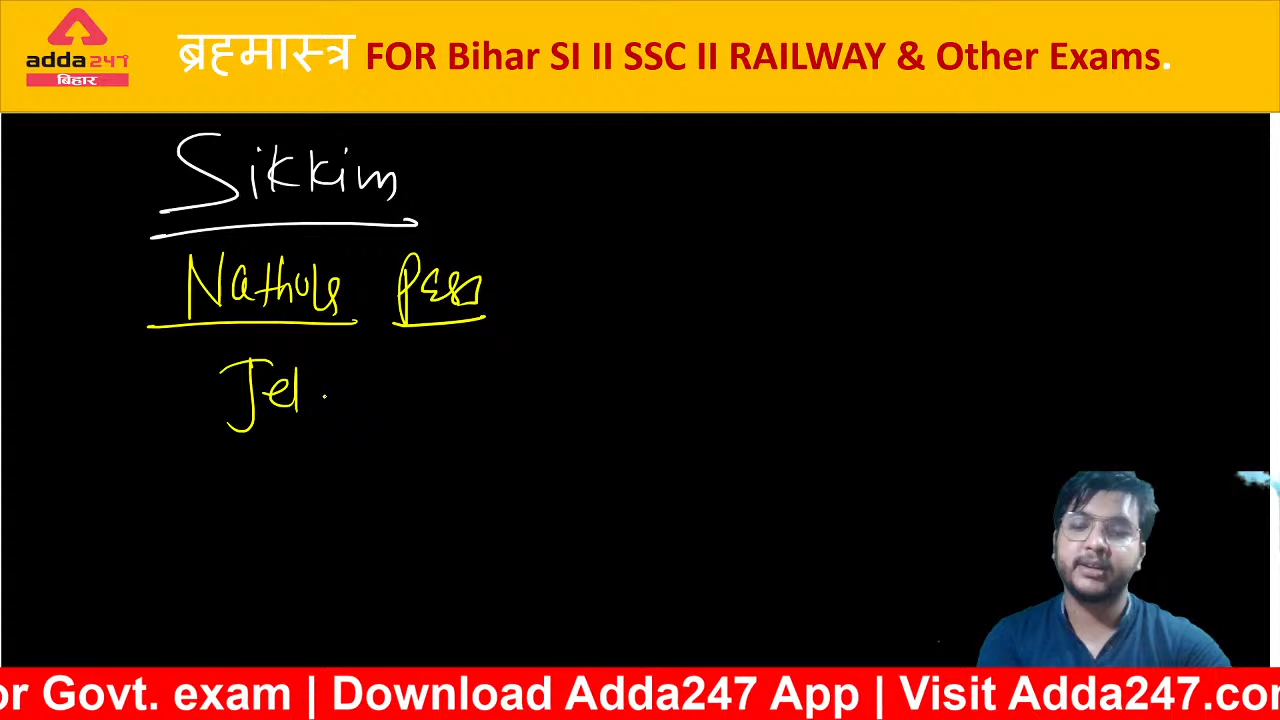 adda247
बिहार
ब्रह्मास्त्र FOR Bihar SI II SSC II RAILWAY & Other Exams.
Sikkim
Nathula Pass
Jel
or Govt. exam | Download Adda247 App | Visit Adda247.com